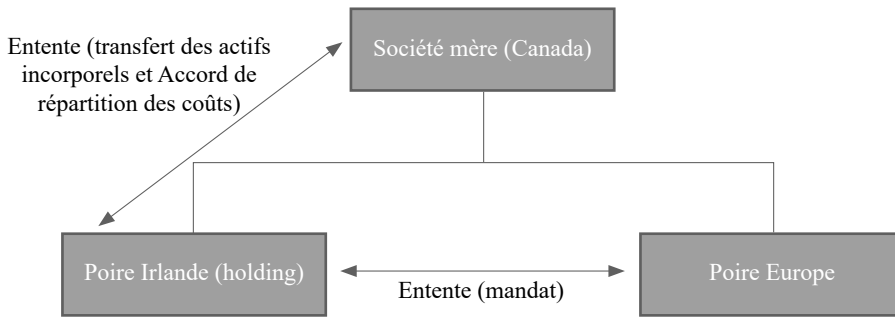 Entente (transfert des actifs
incorporels et Accord de
répartition des coûts)
Société mère (Canada)
Poire Irlande (holding)
Entente (mandat)
Poire Europe